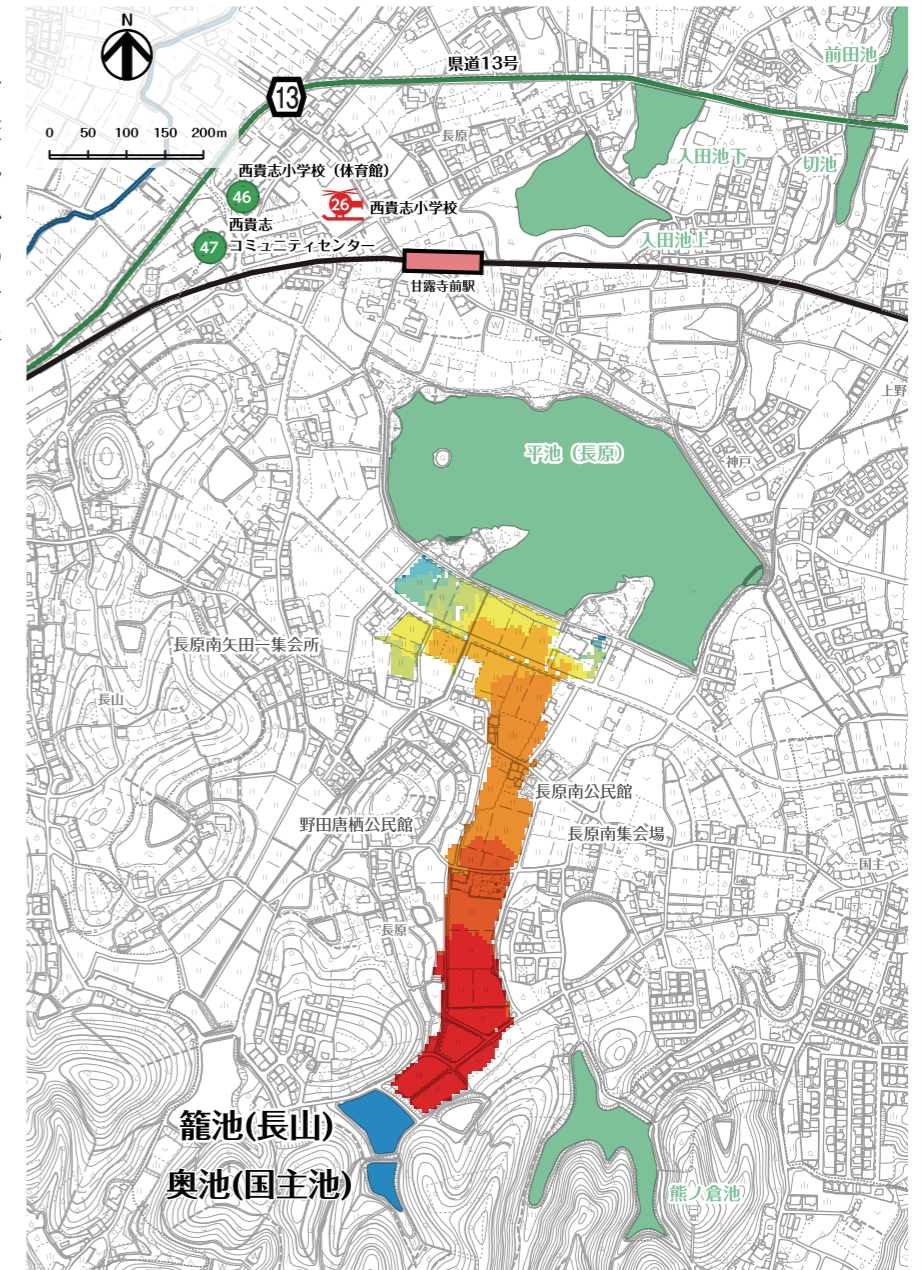 N
県道13号
前田池
13
0 50 100 150 200m
長原
入田池下
切池
西貴志小学校（体育館）
46
26
西貴志小学校
西貴志
コミュニティセンター
47
入田池上
甘露寺前駅
上野
平池（長原）
神戸
長原南矢田一集会所
長山
長原南公民館
野田唐栖公民館
長原南集会場
国主
長原
籠池(長山)
奥池(国主池)
熊ノ倉池